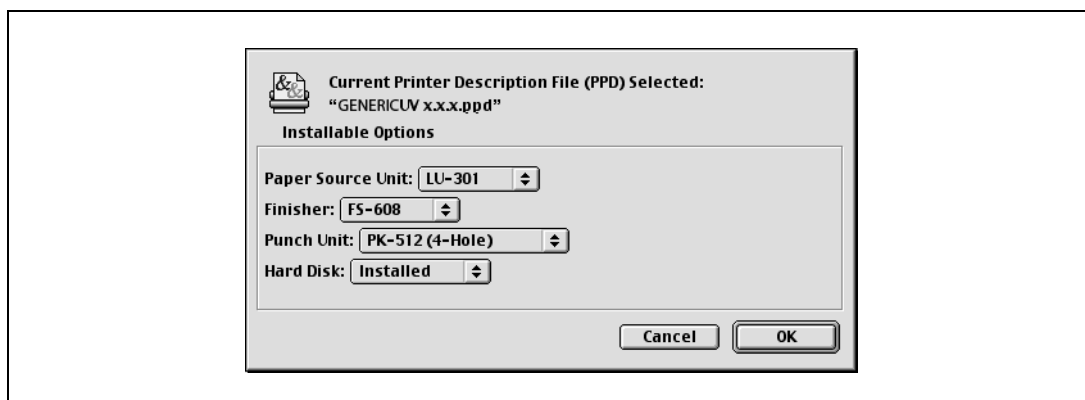 Current Printer Description File (PPD) Selected:
“GENERICUV x.x.x.ppd”
Installable Options
Paper Source Unit: LU-301
Finisher: FS-608
Punch Unit: PK-512 (4-Hole)
Hard Disk: Installed
Cancel OK